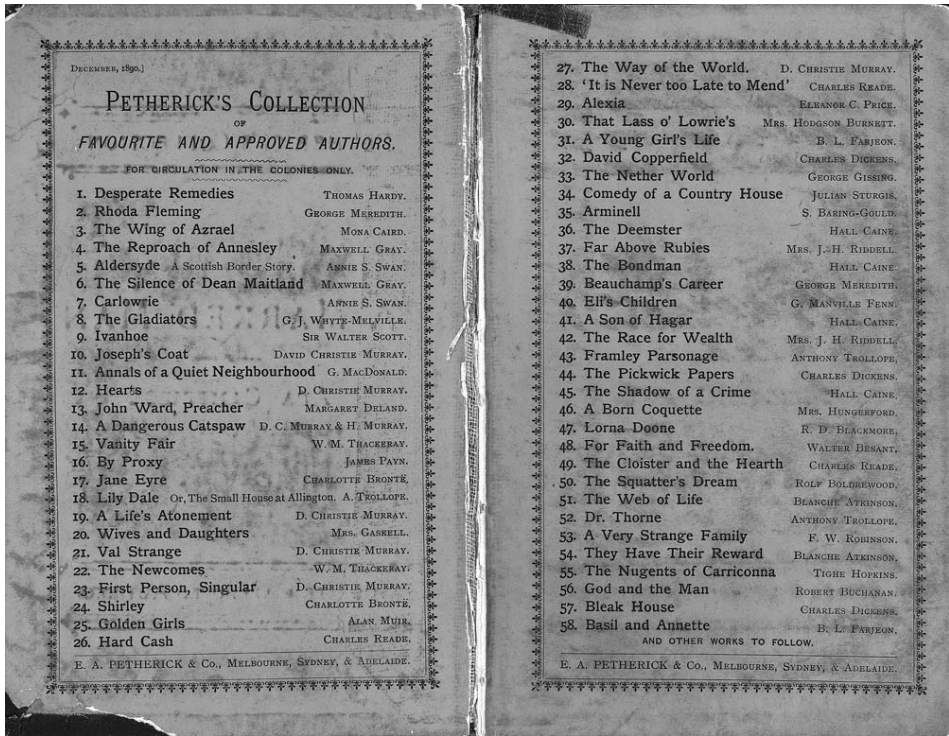 DECEMBER, 1890.]
PETHERICK'S COLLECTION
OF
FAVOURITE AND APPROVED AUTHORS.
FOR CIRCULATION IN THE COLONIES ONLY.
1. Desperate Remedies THOMAS HARDY.
2. Rhoda Fleming GEORGE MEREDITH.
3. The Wing of Azrael MONA CAIRD.
4. The Reproach of Annesley MAXWELL GRAY.
5. Aldersyde A Scottish Border Story. ANNIE S. SWAN.
6. The Silence of Dean Maitland MAXWELL GRAY.
7. Carlowrie ANNIE S. SWAN.
8. The Gladiators G. J. WHYTE-MELVILLE.
9. Ivanhoe SIR WALTER SCOTT.
10. Joseph's Coat DAVID CHRISTIE MURRAY.
11. Annals of a Quiet Neighbourhood G. MACDONALD.
12. Hearts D. CHRISTIE MURRAY.
13. John Ward, Preacher MARGARET DELAND.
14. A Dangerous Catspaw D. C. MURRAY & H. MURRAY.
15. Vanity Fair W. M. THACKERAY.
16. By Proxy JAMES PAYN.
17. Jane Eyre CHARLOTTE BRONTË.
18. Lily Dale Or, The Small House at Allington. A. TROLLOPE.
19. A Life's Atonement D. CHRISTIE MURRAY.
20. Wives and Daughters MRS. GASKELL.
21. Val Strange D. CHRISTIE MURRAY.
22. The Newcomes W. M. THACKERAY.
23. First Person, Singular D. CHRISTIE MURRAY.
24. Shirley CHARLOTTE BRONTË.
25. Golden Girls ALAN MUIR.
26. Hard Cash CHARLES READE.
E. A. PETHERICK & Co., MELBOURNE, SYDNEY, & ADELAIDE.
27. The Way of the World. D. CHRISTIE MURRAY.
28. 'It is Never too Late to Mend' CHARLES READE.
29. Alexia ELEANOR C. PRICE.
30. That Lass o' Lowrie's MRS. HODGSON BURNETT.
31. A Young Girl's Life B. L. FARJEON.
32. David Copperfield CHARLES DICKENS.
33. The Nether World GEORGE GISSING.
34. Comedy of a Country House JULIAN STURGIS.
35. Arminell S. BARING-GOULD.
36. The Deemster HALL CAINE.
37. Far Above Rubies MRS. J. H. RIDDELL.
38. The Bondman HALL CAINE.
39. Beauchamp's Career GEORGE MEREDITH.
40. Eli's Children G. MANVILLE FENN.
41. A Son of Hagar HALL CAINE.
42. The Race for Wealth MRS. J. H. RIDDELL.
43. Framley Parsonage ANTHONY TROLLOPE.
44. The Pickwick Papers CHARLES DICKENS.
45. The Shadow of a Crime HALL CAINE.
46. A Born Coquette MRS. HUNGERFORD.
47. Lorna Doone R. D. BLACKMORE.
48. For Faith and Freedom. WALTER BESANT.
49. The Cloister and the Hearth CHARLES READE.
50. The Squatter's Dream ROLF BOLDREWOOD.
51. The Web of Life BLANCHE ATKINSON.
52. Dr. Thorne ANTHONY TROLLOPE.
53. A Very Strange Family F. W. ROBINSON.
54. They Have Their Reward BLANCHE ATKINSON.
55. The Nugents of Carriconna TIGHE HOPKINS.
56. God and the Man ROBERT BUCHANAN.
57. Bleak House CHARLES DICKENS.
58. Basil and Annette B. L. FARJEON.
AND OTHER WORKS TO FOLLOW.
E. A. PETHERICK & Co., MELBOURNE, SYDNEY, & ADELAIDE.